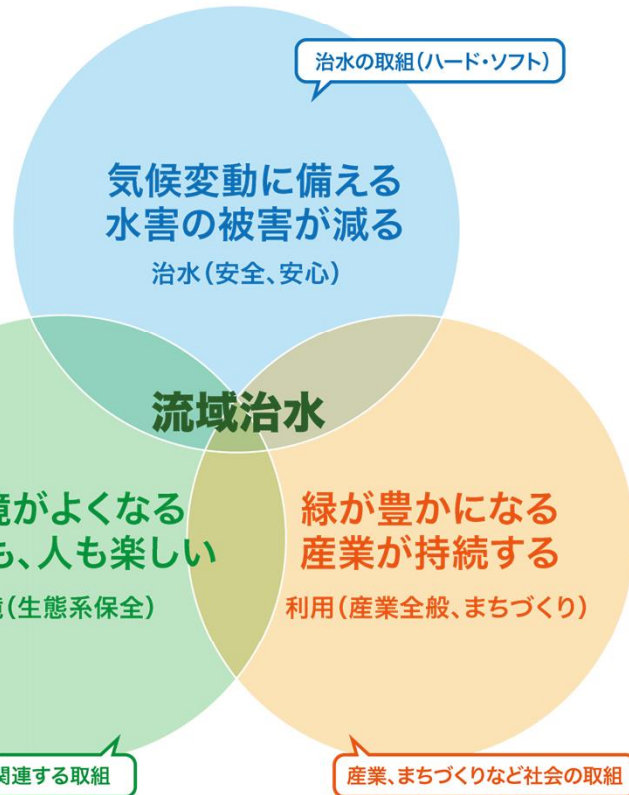 治水の取組(ハード・ソフト)
気候変動に備える
水害の被害が減る
治水(安全、安心)
流域治水
境がよくなる
も、人も楽しい
境(生態系保全)
緑が豊かになる
産業が持続する
利用(産業全般、まちづくり)
関連する取組
産業、まちづくりなど社会の取組